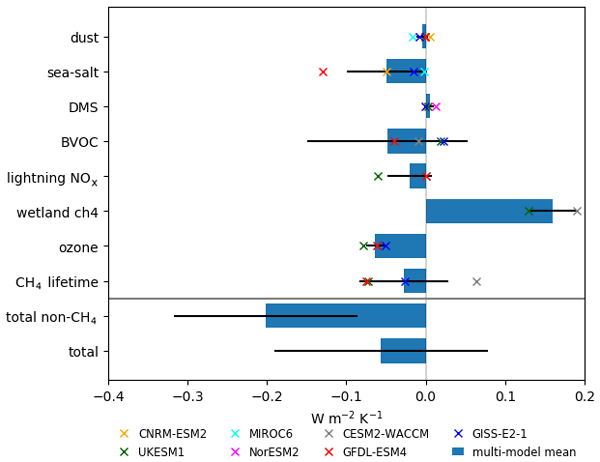 dust
sea-salt
DMS
BVOC
lightning NOₓ
wetland ch4
ozone
CH₄ lifetime
total non-CH₄
total
−0.4 −0.3 −0.2 −0.1 0.0 0.1 0.2
W m⁻² K⁻¹
CNRM-ESM2 MIROC6 CESM2-WACCM GISS-E2-1
UKESM1 NorESM2 GFDL-ESM4 multi-model mean